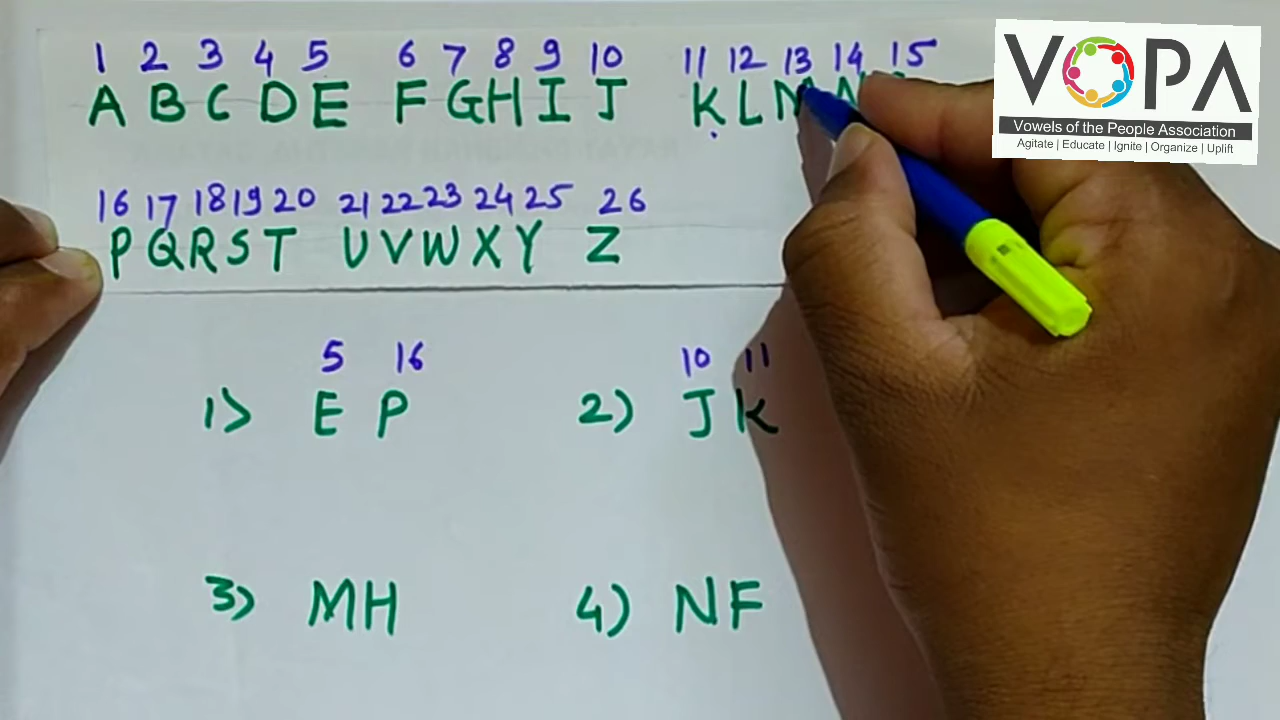 1 2 3 4 5 6 7 8 9 10 11 12 13 14 15
A B C D E F G H I J K L M N
16 17 18 19 20 21 22 23 24 25 26
P Q R S T U V W X Y Z
5 16 10 11
1) E P 2) J K
3) M H 4) N F
VOPA
Vowels of the People Association
Agitate | Educate | Ignite | Organize | Uplift